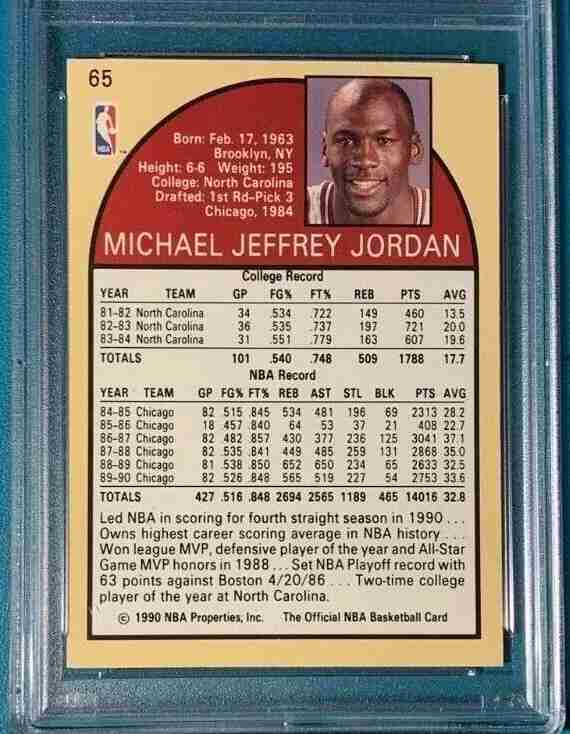 65
NBA
Born: Feb. 17, 1963
Brooklyn, NY
Height: 6-6 Weight: 195
College: North Carolina
Drafted: 1st Rd-Pick 3
Chicago, 1984
MICHAEL JEFFREY JORDAN
College Record
YEAR TEAM GP FG% FT% REB PTS AVG
81-82 North Carolina 34 .534 .722 149 460 13.5
82-83 North Carolina 36 .535 .737 197 721 20.0
83-84 North Carolina 31 .551 .779 163 607 19.6
TOTALS 101 .540 .748 509 1788 17.7
NBA Record
YEAR TEAM GP FG% FT% REB AST STL BLK PTS AVG
84-85 Chicago 82 .515 .845 534 481 196 69 2313 28.2
85-86 Chicago 18 .457 .840 64 53 37 21 408 22.7
86-87 Chicago 82 .482 .857 430 377 236 125 3041 37.1
87-88 Chicago 82 .535 .841 449 485 259 131 2868 35.0
88-89 Chicago 81 .538 .850 652 650 234 65 2633 32.5
89-90 Chicago 82 .526 .848 565 519 227 54 2753 33.6
TOTALS 427 .516 .848 2694 2565 1189 465 14016 32.8
Led NBA in scoring for fourth straight season in 1990 . . .
Owns highest career scoring average in NBA history . . .
Won league MVP, defensive player of the year and All-Star
Game MVP honors in 1988 . . . Set NBA Playoff record with
63 points against Boston 4/20/86 . . . Two-time college
player of the year at North Carolina.
© 1990 NBA Properties, Inc. The Official NBA Basketball Card